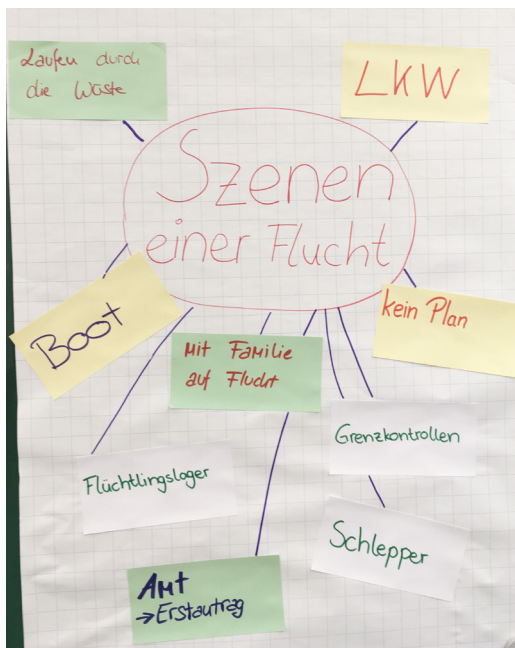 Laufen durch
die Wüste
LKW
Szenen
einer Flucht
Boot
kein Plan
Mit Familie
auf Flucht
Grenzkontrollen
Flüchtlingslager
Schlepper
Amt
→Erstautrag